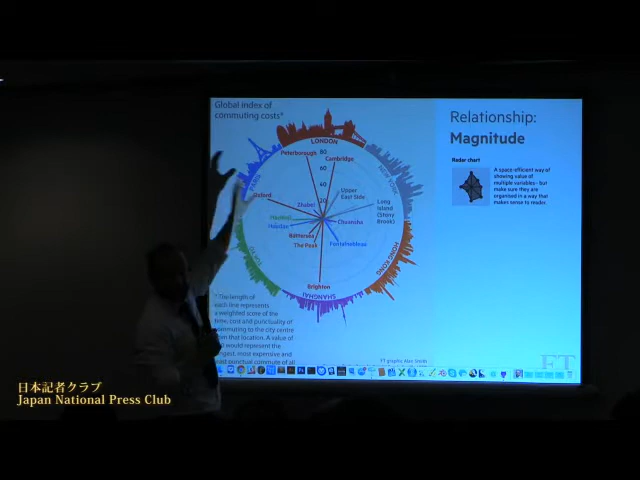 Global index of
commuting costs*
Relationship:
Magnitude
Radar chart
A space-efficient way of
showing value of
multiple variables - but
make sure they are
organised in a way that
makes sense to reader.
LONDON
NEW YORK
HONG KONG
SHANGHAI
TOKYO
PARIS
80
60
40
20
Peterborough
Cambridge
Oxford
Upper
East Side
Long
Island
(Stony
Brook)
Zhabei
Chuansha
Battersea
Fontainebleau
The Peak
Brighton
* The length of
each line represents
a weighted score of the
time, cost and punctuality of
commuting to the city centre
from that location. A value of
would represent the
longest, most expensive and
punctual commute of all
FT graphic Alan Smith
FT
日本記者クラブ
Japan National Press Club